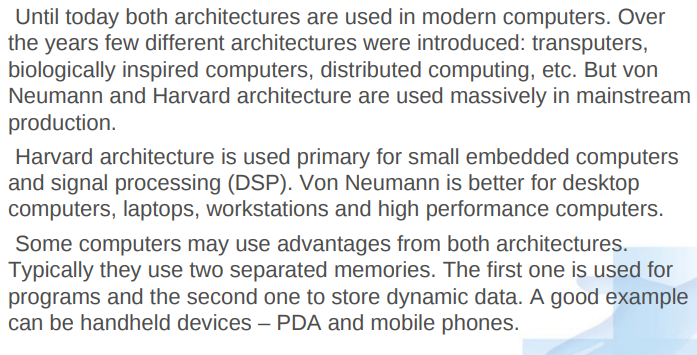 Until today both architectures are used in modern computers. Over
the years few different architectures were introduced: transputers,
biologically inspired computers, distributed computing, etc. But von
Neumann and Harvard architecture are used massively in mainstream
production.
Harvard architecture is used primary for small embedded computers
and signal processing (DSP). Von Neumann is better for desktop
computers, laptops, workstations and high performance computers.
Some computers may use advantages from both architectures.
Typically they use two separated memories. The first one is used for
programs and the second one to store dynamic data. A good example
can be handheld devices – PDA and mobile phones.